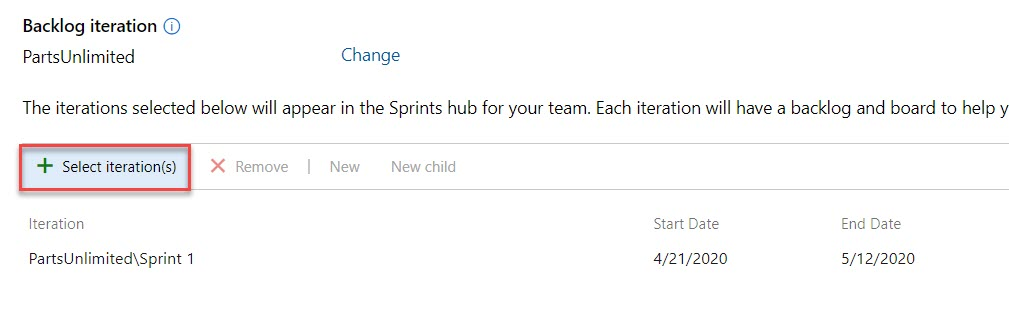 Backlog iteration
PartsUnlimited Change
The iterations selected below will appear in the Sprints hub for your team. Each iteration will have a backlog and board to help y
+ Select iteration(s) Remove | New New child
Iteration Start Date End Date
PartsUnlimited\Sprint 1 4/21/2020 5/12/2020